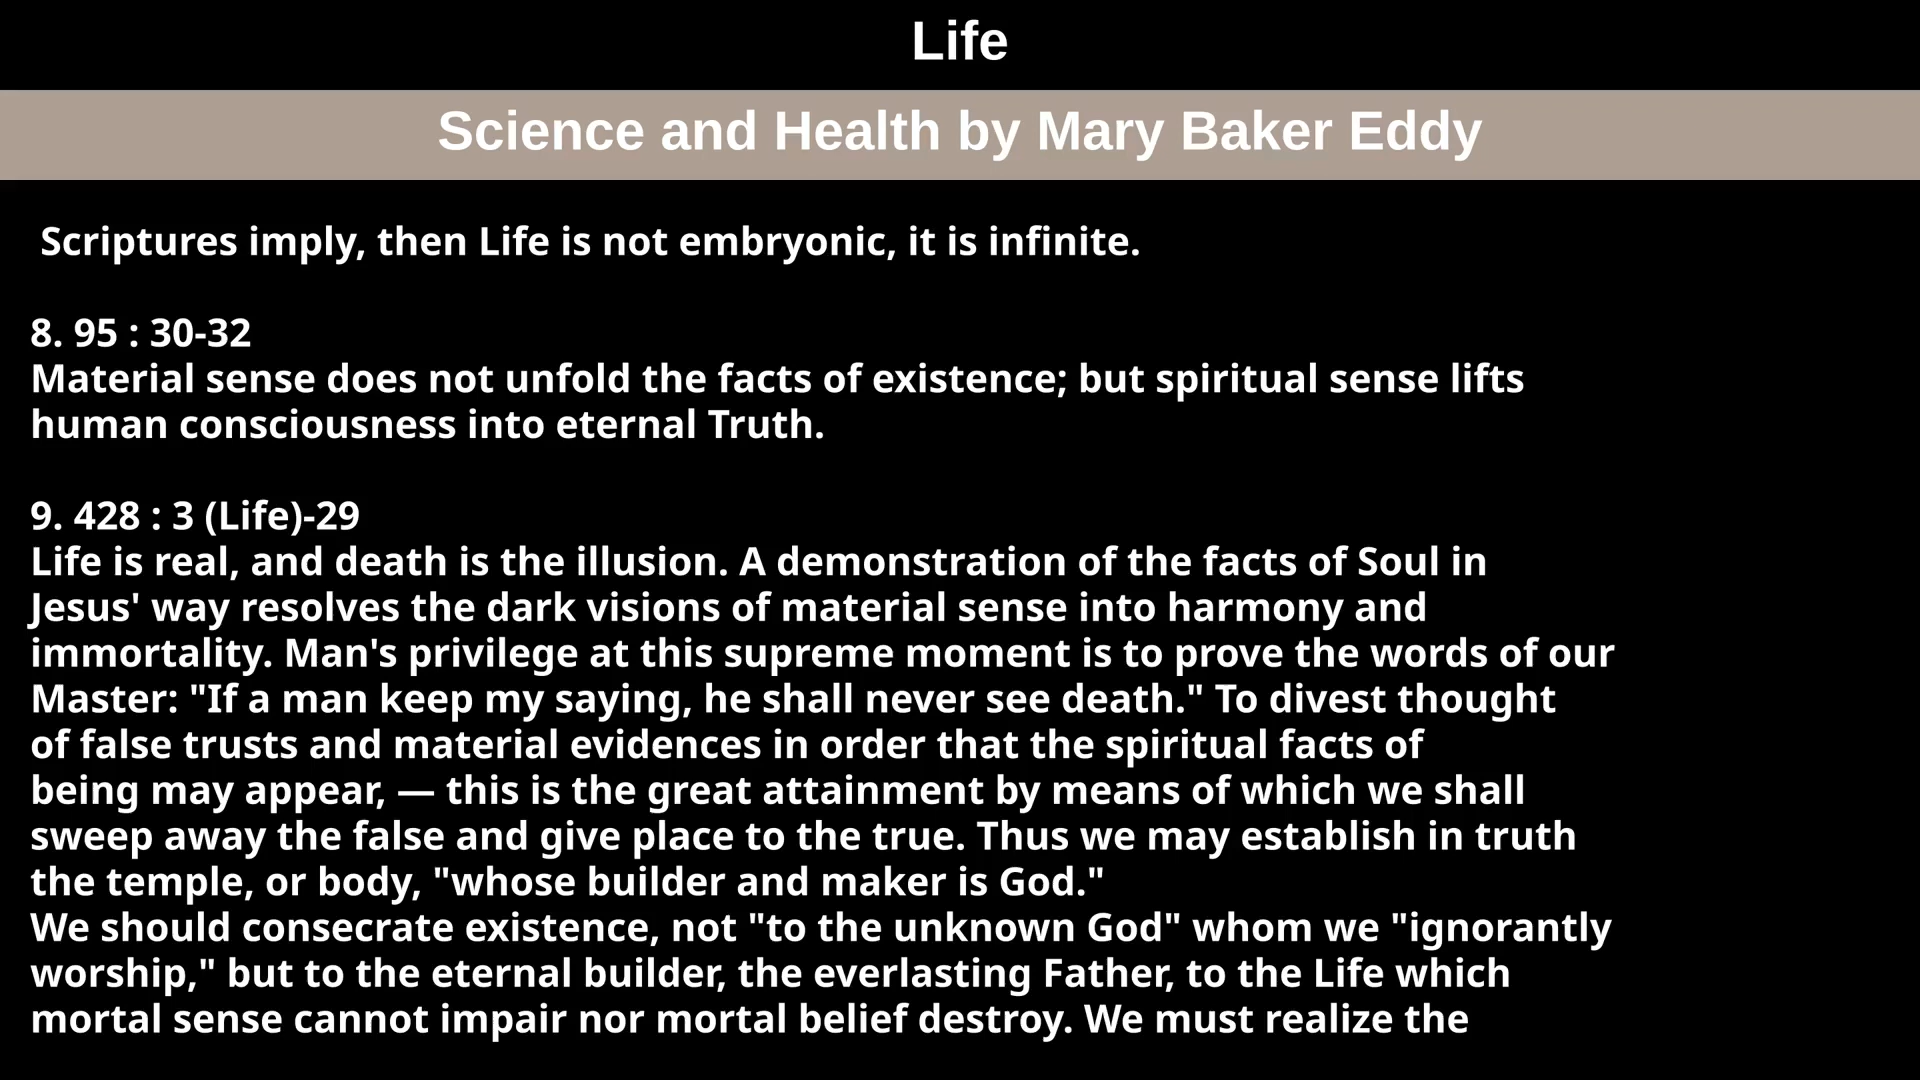 Life
Science and Health by Mary Baker Eddy
Scriptures imply, then Life is not embryonic, it is infinite.
8. 95 : 30-32
Material sense does not unfold the facts of existence; but spiritual sense lifts
human consciousness into eternal Truth.
9. 428 : 3 (Life)-29
Life is real, and death is the illusion. A demonstration of the facts of Soul in
Jesus' way resolves the dark visions of material sense into harmony and
immortality. Man's privilege at this supreme moment is to prove the words of our
Master: "If a man keep my saying, he shall never see death." To divest thought
of false trusts and material evidences in order that the spiritual facts of
being may appear, — this is the great attainment by means of which we shall
sweep away the false and give place to the true. Thus we may establish in truth
the temple, or body, "whose builder and maker is God."
We should consecrate existence, not "to the unknown God" whom we "ignorantly
worship," but to the eternal builder, the everlasting Father, to the Life which
mortal sense cannot impair nor mortal belief destroy. We must realize the